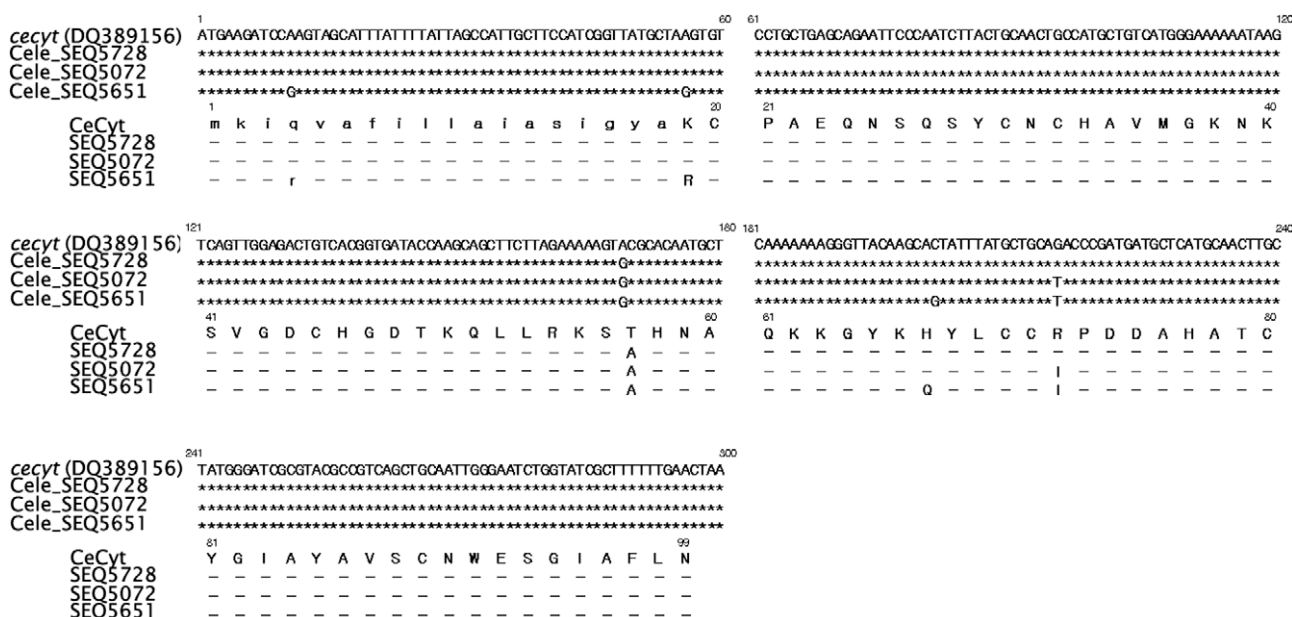 1 60 61 120
cecyt (DQ389156) ATGAAGATCCAAGTAGCATTTATTTTATTAGCCATTGCTTCCATCGGTTATGCTAAGTGT CCTGCTGAGCAGAATTCCCAATCTTACTGCAACTGCCATGCTGTCATGGGAAAAAATAAG
Cele_SEQ5728 ************************************************************ ************************************************************
Cele_SEQ5072 ************************************************************ ************************************************************
Cele_SEQ5651 **********G********************************************G**** ************************************************************
1 20 21 40
CeCyt m k i q v a f i l l a i a s i g y a K C P A E Q N S Q S Y C N C H A V M G K N K
SEQ5728 – – – – – – – – – – – – – – – – – – – – – – – – – – – – – – – – – – – – – – – –
SEQ5072 – – – – – – – – – – – – – – – – – – – – – – – – – – – – – – – – – – – – – – – –
SEQ5651 – – – r – – – – – – – – – – – – – – R – – – – – – – – – – – – – – – – – – – – –
121 180 181 240
cecyt (DQ389156) TCAGTTGGAGACTGTCACGGTGATACCAAGCAGCTTCTTAGAAAAAGTACGCACAATGCT CAAAAAAAGGGTTACAAGCACTATTTATGCTGCAGACCCGATGATGCTCATGCAACTTGC
Cele_SEQ5728 ************************************************G*********** ************************************************************
Cele_SEQ5072 ************************************************G*********** **********************************T*************************
Cele_SEQ5651 ************************************************G*********** ********************G*************T*************************
41 60 61 80
CeCyt S V G D C H G D T K Q L L R K S T H N A Q K K G Y K H Y L C C R P D D A H A T C
SEQ5728 – – – – – – – – – – – – – – – – A – – – – – – – – – – – – – – – – – – – – – – –
SEQ5072 – – – – – – – – – – – – – – – – A – – – – – – – – – – – – – – I – – – – – – – –
SEQ5651 – – – – – – – – – – – – – – – – A – – – – – – – – – Q – – – – I – – – – – – – –
241 300
cecyt (DQ389156) TATGGGATCGCGTACGCCGTCAGCTGCAATTGGGAATCTGGTATCGCTTTTTTGAACTAA
Cele_SEQ5728 ************************************************************
Cele_SEQ5072 ************************************************************
Cele_SEQ5651 ************************************************************
81 99
CeCyt Y G I A Y A V S C N W E S G I A F L N
SEQ5728 – – – – – – – – – – – – – – – – – – –
SEQ5072 – – – – – – – – – – – – – – – – – – –
SEQ5651 – – – – – – – – – – – – – – – – – – –